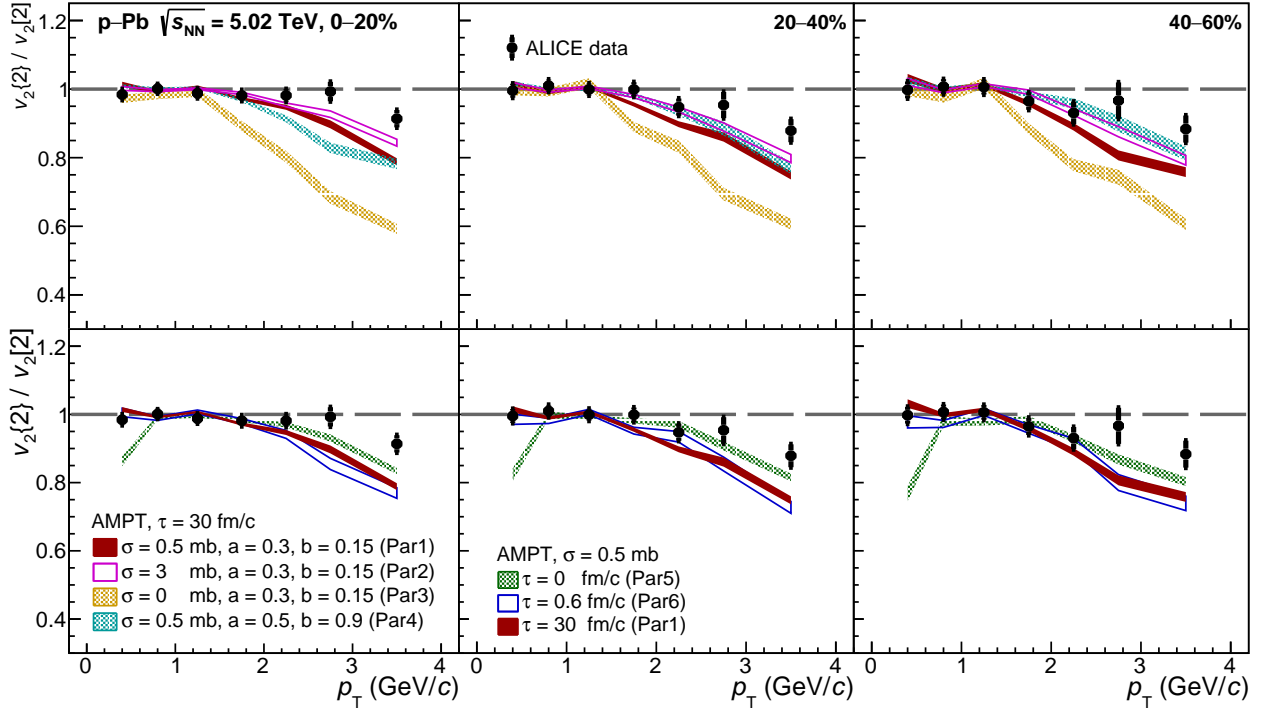 p–Pb √s_NN = 5.02 TeV, 0–20%
20–40%
40–60%
ALICE data
v₂{2} / v₂[2]
1.2
1
0.8
0.6
0.4
v₂{2} / v₂[2]
1.2
1
0.8
0.6
0.4
AMPT, τ = 30 fm/c
σ = 0.5 mb, a = 0.3, b = 0.15 (Par1)
σ = 3 mb, a = 0.3, b = 0.15 (Par2)
σ = 0 mb, a = 0.3, b = 0.15 (Par3)
σ = 0.5 mb, a = 0.5, b = 0.9 (Par4)
AMPT, σ = 0.5 mb
τ = 0 fm/c (Par5)
τ = 0.6 fm/c (Par6)
τ = 30 fm/c (Par1)
0 1 2 3 4
0 1 2 3 4
0 1 2 3 4
p_T (GeV/c)
p_T (GeV/c)
p_T (GeV/c)